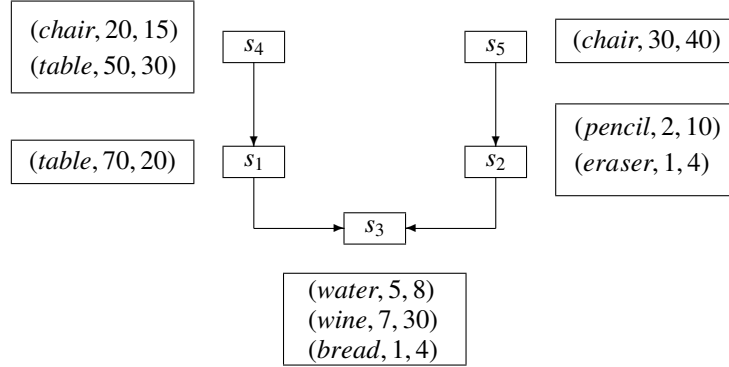 (chair, 20, 15)
(table, 50, 30)
s4
s5
(chair, 30, 40)
(table, 70, 20)
s1
s2
(pencil, 2, 10)
(eraser, 1, 4)
s3
(water, 5, 8)
(wine, 7, 30)
(bread, 1, 4)